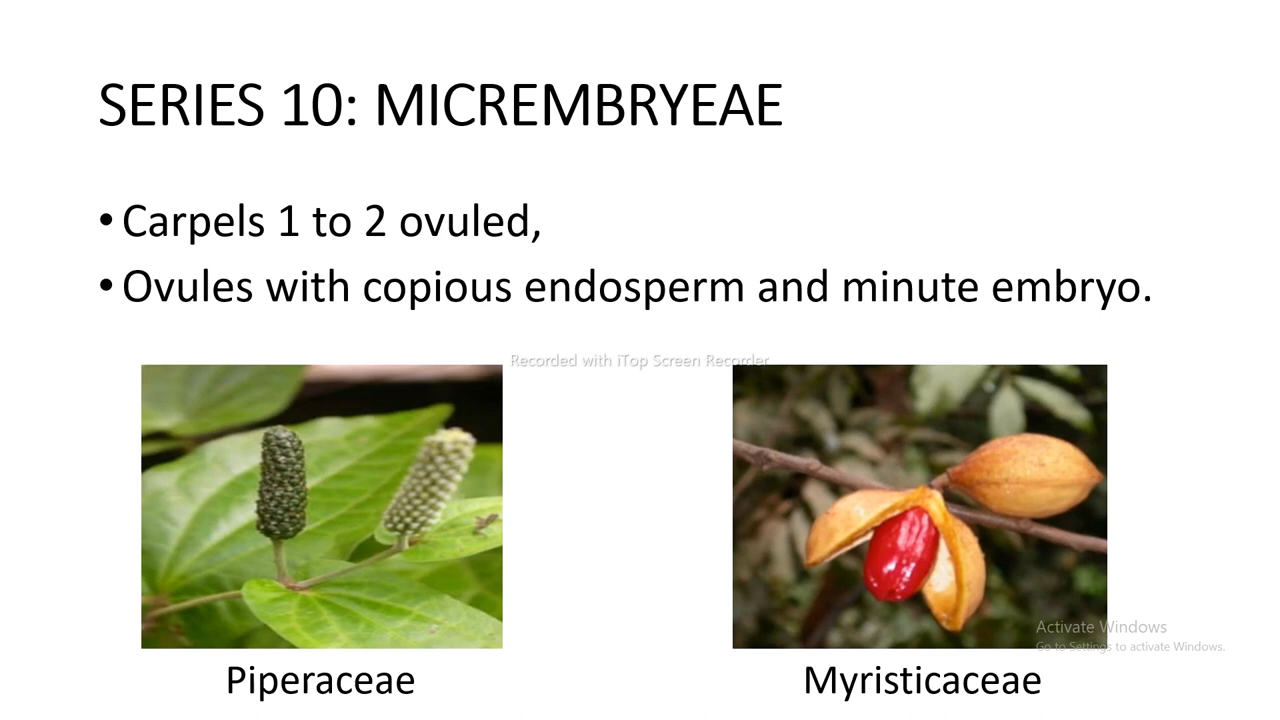 SERIES 10: MICREMBRYEAE
• Carpels 1 to 2 ovuled,
• Ovules with copious endosperm and minute embryo.
Recorded with iTop Screen Recorder
Activate Windows
Go to Settings to activate Windows.
Piperaceae
Myristicaceae